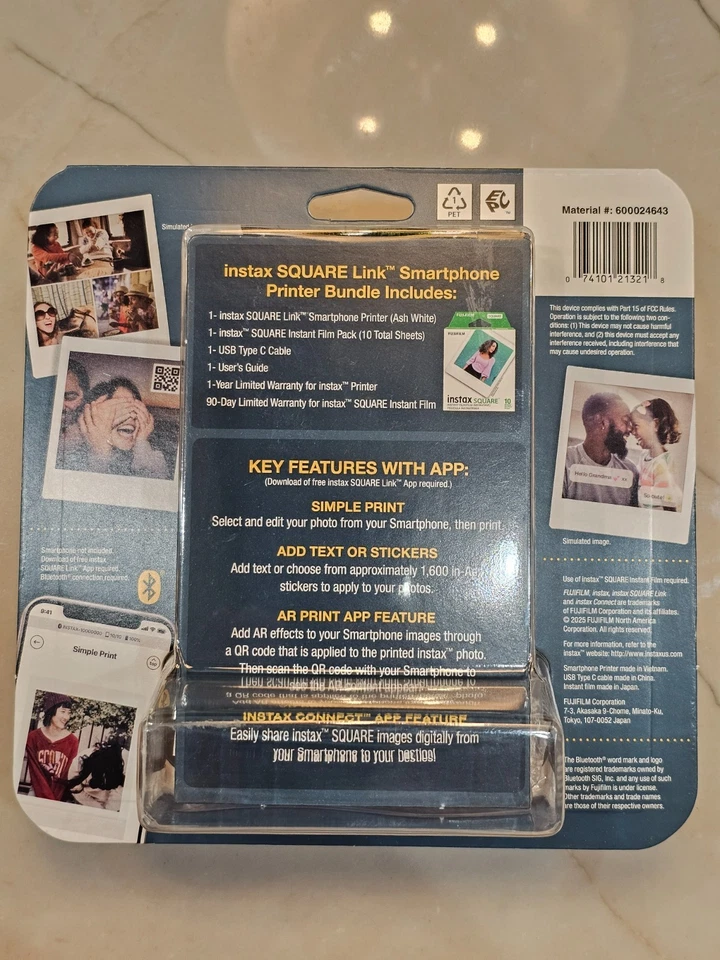 1
PET
EPC
Material #: 600024643
0 74101 21321 8
Simulated
instax SQUARE Link™ Smartphone
Printer Bundle Includes:
1- instax SQUARE Link™ Smartphone Printer (Ash White)
1- instax™ SQUARE Instant Film Pack (10 Total Sheets)
1- USB Type C Cable
1- User's Guide
1-Year Limited Warranty for instax™ Printer
90-Day Limited Warranty for instax™ SQUARE Instant Film
FUJIFILM
instax SQUARE
10
This device complies with Part 15 of FCC Rules.
Operation is subject to the following two con-
ditions: (1) This device may not cause harmful
interference, and (2) this device must accept any
interference received, including interference that
may cause undesired operation.
KEY FEATURES WITH APP:
(Download of free instax SQUARE Link™ App required.)
SIMPLE PRINT
Select and edit your photo from your Smartphone, then print.
ADD TEXT OR STICKERS
Add text or choose from approximately 1,600 in-App
stickers to apply to your photos.
AR PRINT APP FEATURE
Add AR effects to your Smartphone images through
a QR code that is applied to the printed instax™ photo.
Then scan the QR code with your Smartphone to
INSTAX CONNECT™ APP FEATURE
Easily share instax™ SQUARE images digitally from
your Smartphone to your besties!
Smartphone not included.
Download of free instax
SQUARE Link™ App required.
Bluetooth® connection required.
9:41
100%
Simple Print
Simulated image.
Use of instax™ SQUARE Instant Film required.
FUJIFILM, instax, instax SQUARE Link
and instax Connect are trademarks
of FUJIFILM Corporation and its affiliates.
© 2025 FUJIFILM North America
Corporation. All rights reserved.
For more information, refer to the
instax™ website: http://www.instaxus.com
Smartphone Printer made in Vietnam.
USB Type C cable made in China.
Instant film made in Japan.
FUJIFILM Corporation
7-3, Akasaka 9-Chome, Minato-Ku,
Tokyo, 107-0052 Japan
The Bluetooth® word mark and logo
are registered trademarks owned by
Bluetooth SIG, Inc. and any use of such
marks by Fujifilm is under license.
Other trademarks and trade names
are those of their respective owners.